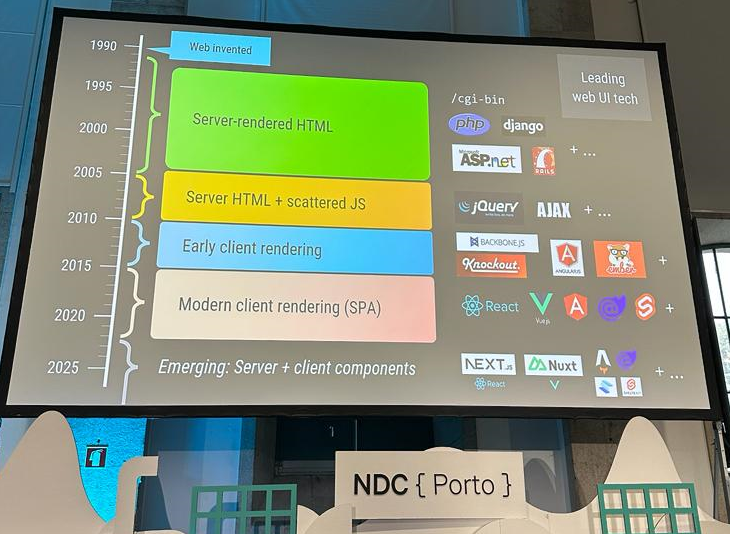 1990
Web invented
Leading
web UI tech
1995
/cgi-bin
Server-rendered HTML
php
django
2000
Microsoft
ASP.net
RAILS
+ ...
2005
Server HTML + scattered JS
jQuery
AJAX
+ ...
2010
Early client rendering
BACKBONE.JS
Knockout.
ANGULARJS
ember
+
2015
Modern client rendering (SPA)
React
Vue.js
+
2020
2025
Emerging: Server + client components
NEXT.JS
Nuxt
React
+ ...
NDC { Porto }